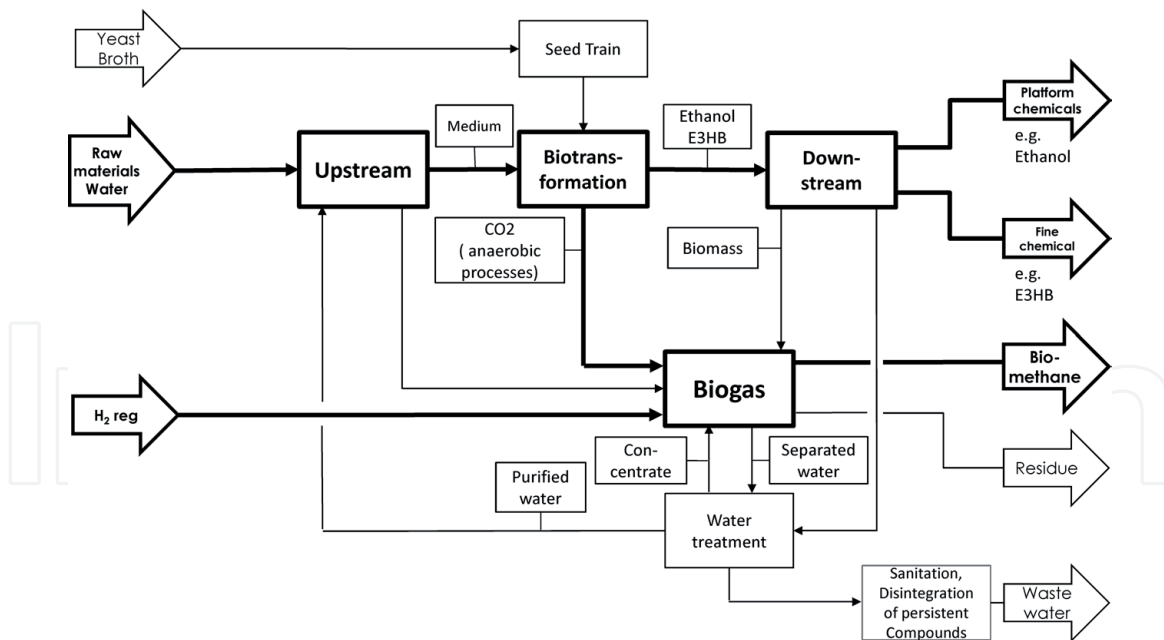 Yeast
Broth
Seed Train
Platform
chemicals
e.g.
Ethanol
Medium
Ethanol
E3HB
Raw
materials
Water
Upstream
Biotrans-
formation
Down-
stream
CO2
( anaerobic
processes)
Biomass
Fine
chemical
e.g.
E3HB
Biogas
Bio-
methane
H₂ reg
Con-
centrate
Separated
water
Residue
Purified
water
Water
treatment
Sanitation,
Disintegration
of persistent
Compounds
Waste
water